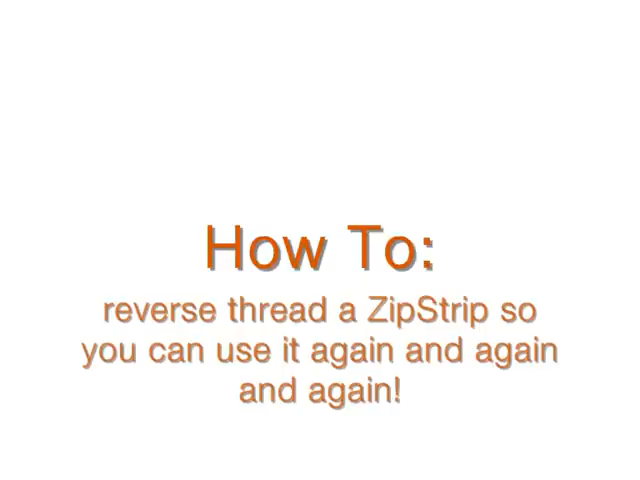 How To:
reverse thread a ZipStrip so
you can use it again and again
and again!